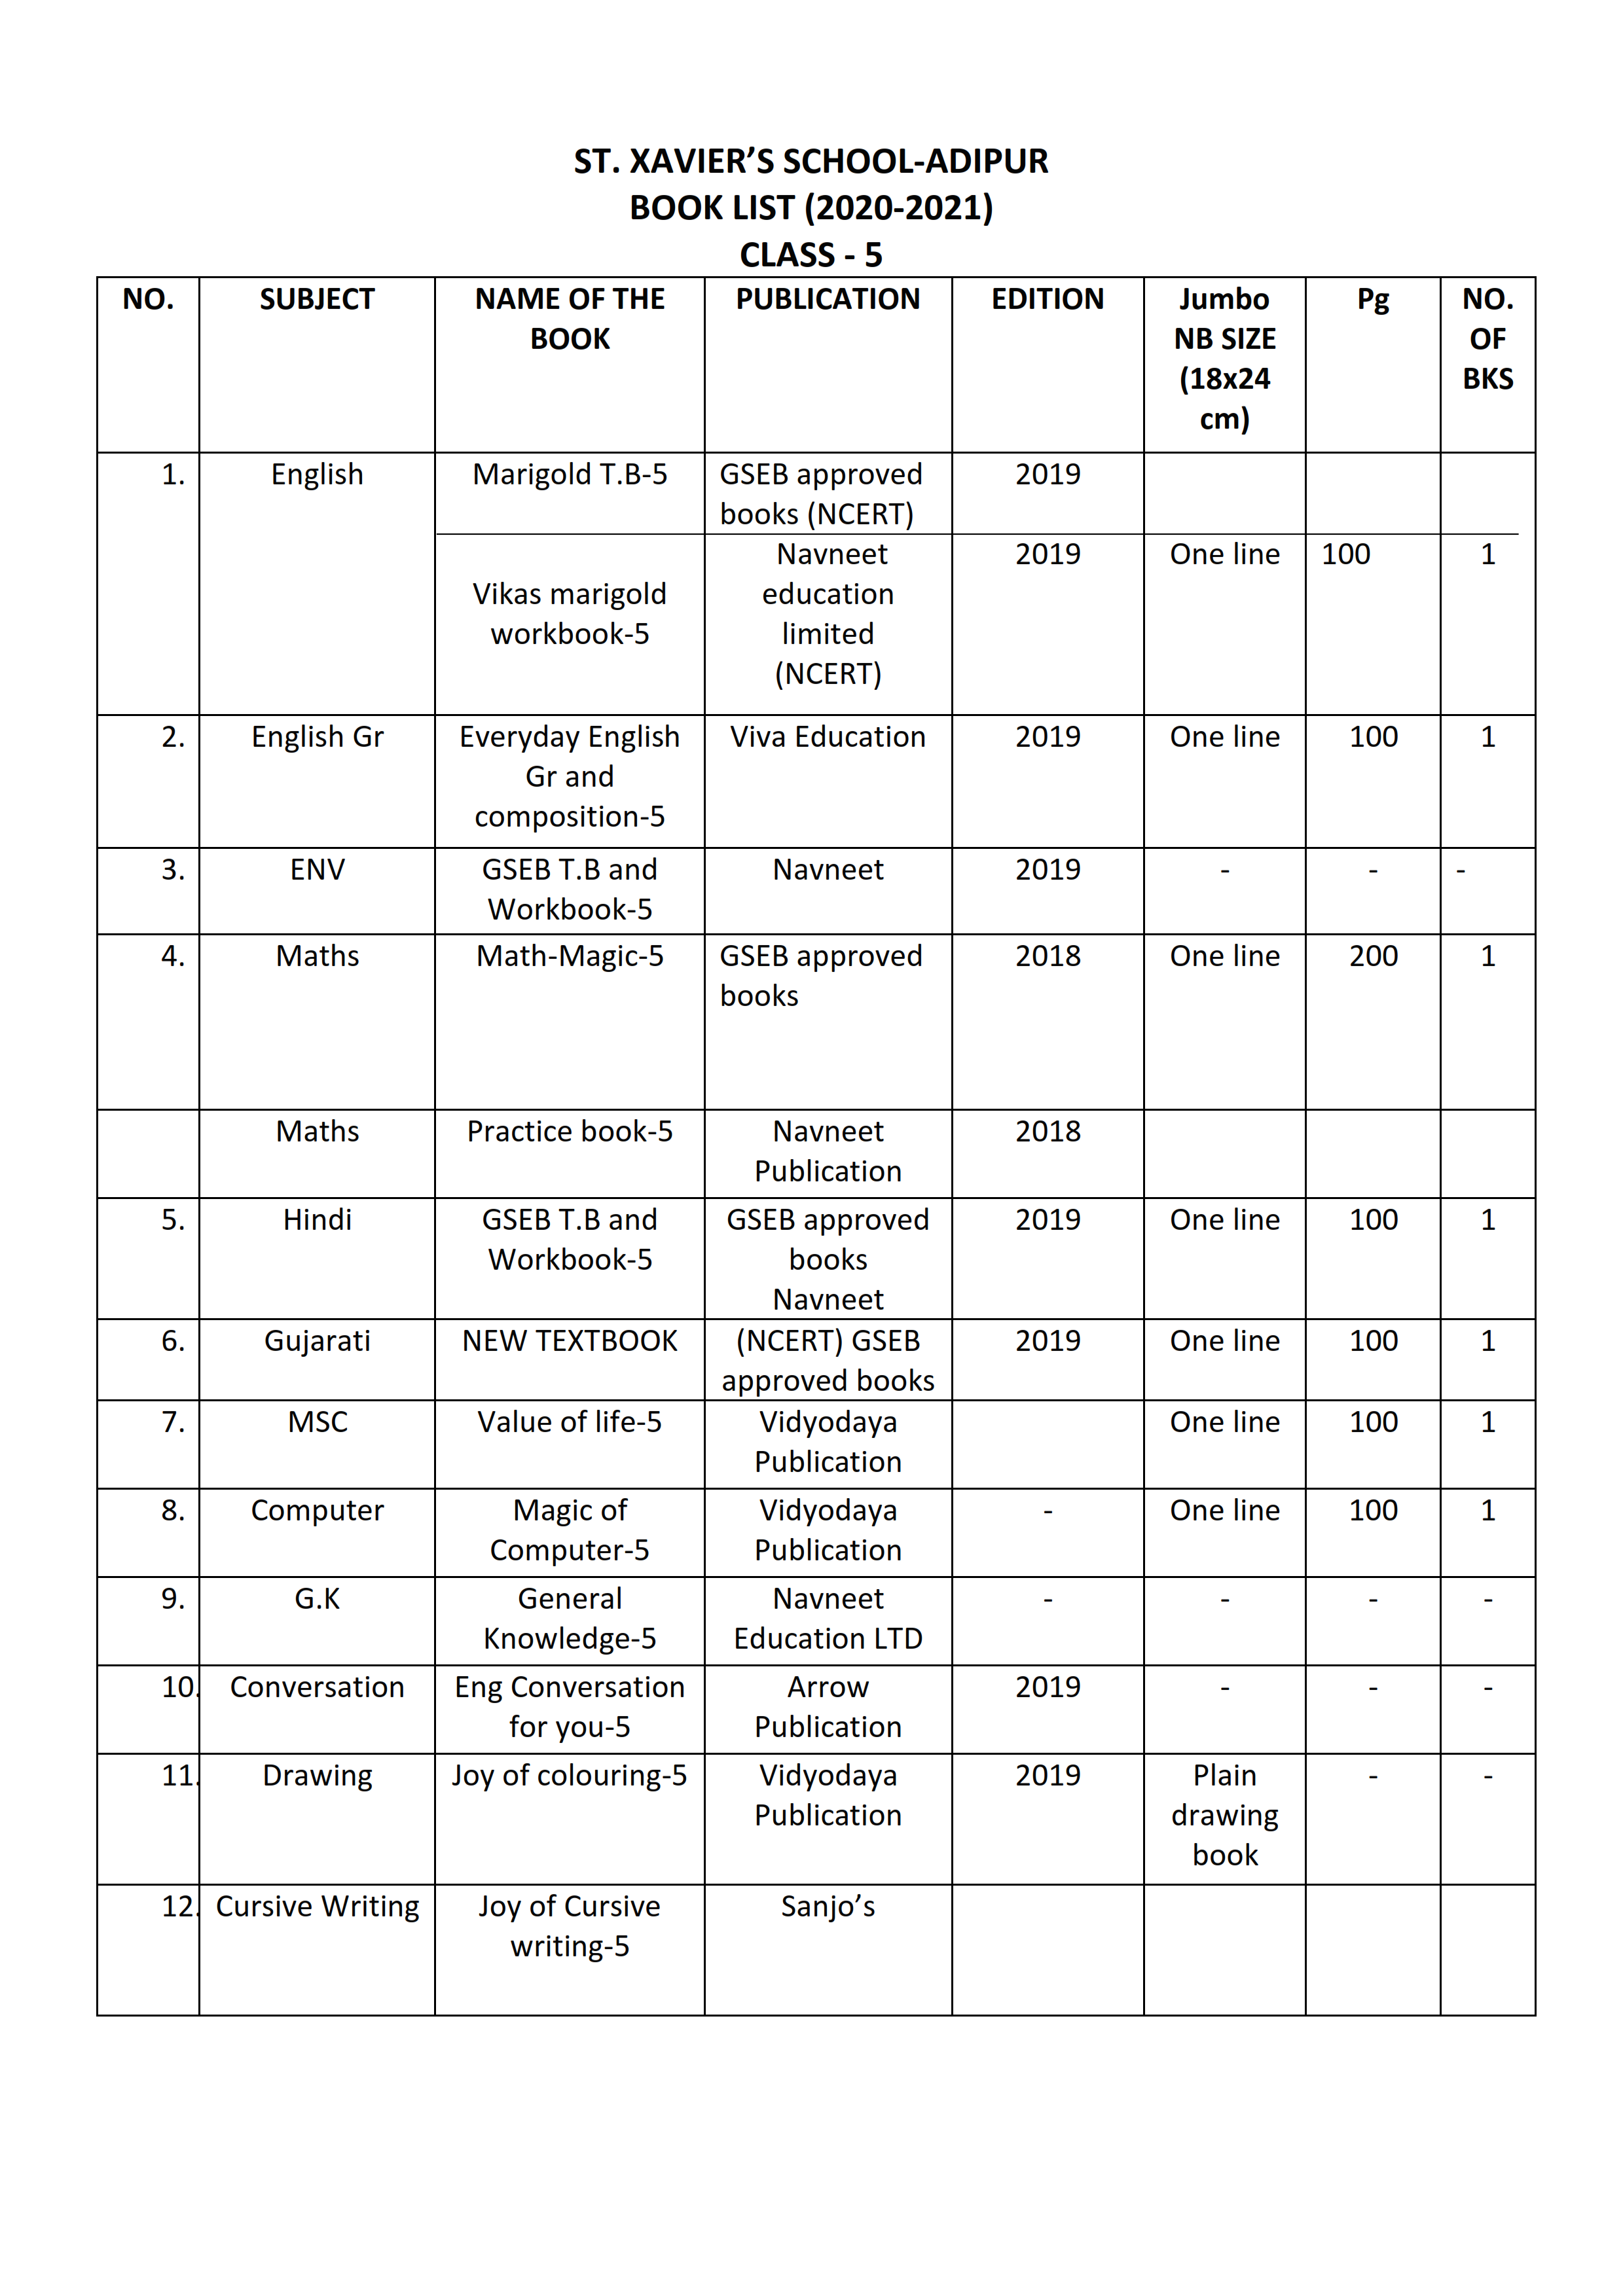 ST. XAVIER’S SCHOOL-ADIPUR
BOOK LIST (2020-2021)
CLASS - 5
NO. SUBJECT NAME OF THE BOOK PUBLICATION EDITION Jumbo NB SIZE (18x24 cm) Pg NO. OF BKS
1. English Marigold T.B-5 GSEB approved books (NCERT) 2019
Vikas marigold workbook-5 Navneet education limited (NCERT) 2019 One line 100 1
2. English Gr Everyday English Gr and composition-5 Viva Education 2019 One line 100 1
3. ENV GSEB T.B and Workbook-5 Navneet 2019 - - -
4. Maths Math-Magic-5 GSEB approved books 2018 One line 200 1
Maths Practice book-5 Navneet Publication 2018
5. Hindi GSEB T.B and Workbook-5 GSEB approved books Navneet 2019 One line 100 1
6. Gujarati NEW TEXTBOOK (NCERT) GSEB approved books 2019 One line 100 1
7. MSC Value of life-5 Vidyodaya Publication One line 100 1
8. Computer Magic of Computer-5 Vidyodaya Publication - One line 100 1
9. G.K General Knowledge-5 Navneet Education LTD - - - -
10. Conversation Eng Conversation for you-5 Arrow Publication 2019 - - -
11. Drawing Joy of colouring-5 Vidyodaya Publication 2019 Plain drawing book - -
12. Cursive Writing Joy of Cursive writing-5 Sanjo’s